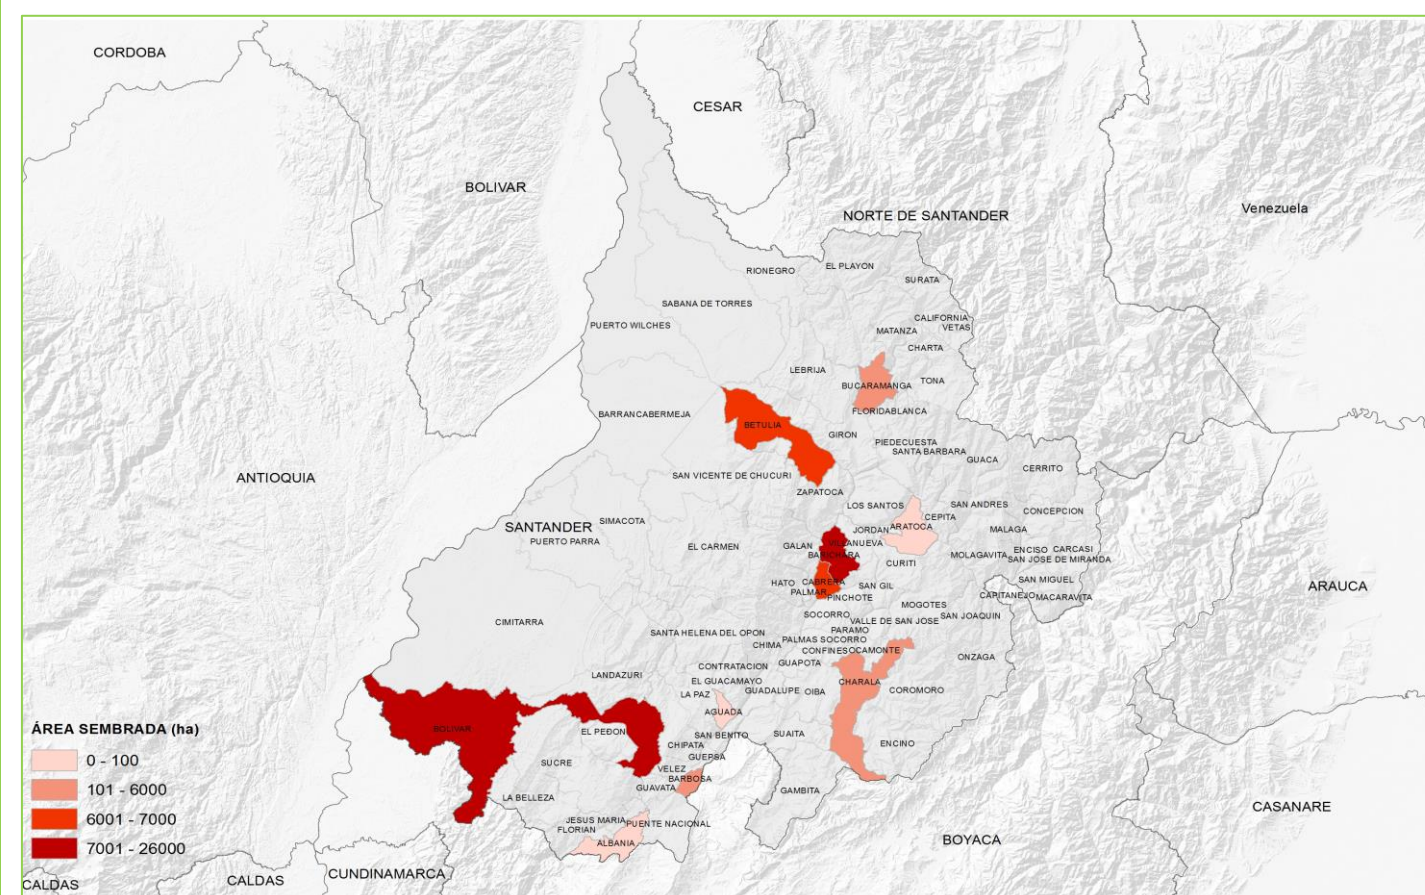 CORDOBA
CESAR
BOLIVAR
Venezuela
NORTE DE SANTANDER
EL PLAYON
RIONEGRO
SURATA
SABANA DE TORRES
CALIFORNIA
PUERTO WILCHES
VETAS
MATANZA
CHARTA
LEBRIJA
TONA
BUCARAMANGA
FLORIDABLANCA
BARRANCABERMEJA
BETULIA
GIRON
PIEDECUESTA
SANTA BARBARA
GUACA
CERRITO
ANTIOQUIA
SAN VICENTE DE CHUCURI
ZAPATOCA
LOS SANTOS
SAN ANDRES
CONCEPCION
CEPITA
SIMACOTA
SANTANDER
ARATOCA
JORDAN
MALAGA
PUERTO PARRA
VILLANUEVA
GALAN
EL CARMEN
BARICHARA
MOLAGAVITA
ENCISO
CARCASI
SAN JOSE DE MIRANDA
CURITI
HATO
CABRERA
SAN GIL
SAN MIGUEL
ARAUCA
PALMAR
PINCHOTE
CAPITANEJO
MACARAVITA
MOGOTES
SOCORRO
SAN JOAQUIN
CIMITARRA
VALLE DE SAN JOSE
SANTA HELENA DEL OPON
PARAMO
PALMAS SOCORRO
CHIMA
CONFINES
OCAMONTE
ONZAGA
CONTRATACION
GUAPOTA
LANDAZURI
EL GUACAMAYO
CHARALA
LA PAZ
GUADALUPE
OIBA
COROMORO
AGUADA
ÁREA SEMBRADA (ha)
BOLIVAR
EL PEÐON
SAN BENITO
SUAITA
CHIPATA
ENCINO
0 - 100
SUCRE
GUEPSA
VELEZ
BARBOSA
101 - 6000
GUAVATA
GAMBITA
LA BELLEZA
CASANARE
6001 - 7000
JESUS MARIA
PUENTE NACIONAL
FLORIAN
BOYACA
7001 - 26000
ALBANIA
CUNDINAMARCA
CALDAS
CALDAS